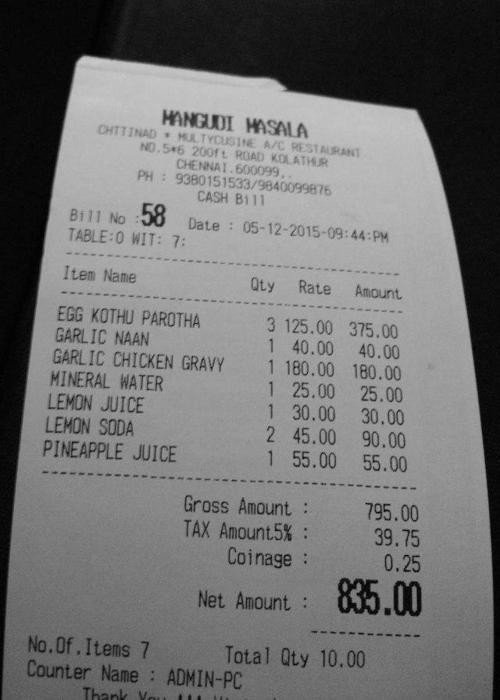 MANGUDI MASALA
CHTTINAD * MULTYCUSINE A/C RESTAURANT
NO.5*6 200ft ROAD KOLATHUR
CHENNAI.600099,.
PH : 9380151533/9840099876
CASH Bill
Bill No :58 Date : 05-12-2015-09:44:PM
TABLE:0 WIT: 7:
Item Name Qty Rate Amount
EGG KOTHU PAROTHA 3 125.00 375.00
GARLIC NAAN 1 40.00 40.00
GARLIC CHICKEN GRAVY 1 180.00 180.00
MINERAL WATER 1 25.00 25.00
LEMON JUICE 1 30.00 30.00
LEMON SODA 2 45.00 90.00
PINEAPPLE JUICE 1 55.00 55.00
Gross Amount : 795.00
TAX Amount5% : 39.75
Coinage : 0.25
Net Amount : 835.00
No.Of.Items 7 Total Qty 10.00
Counter Name : ADMIN-PC
Thank You